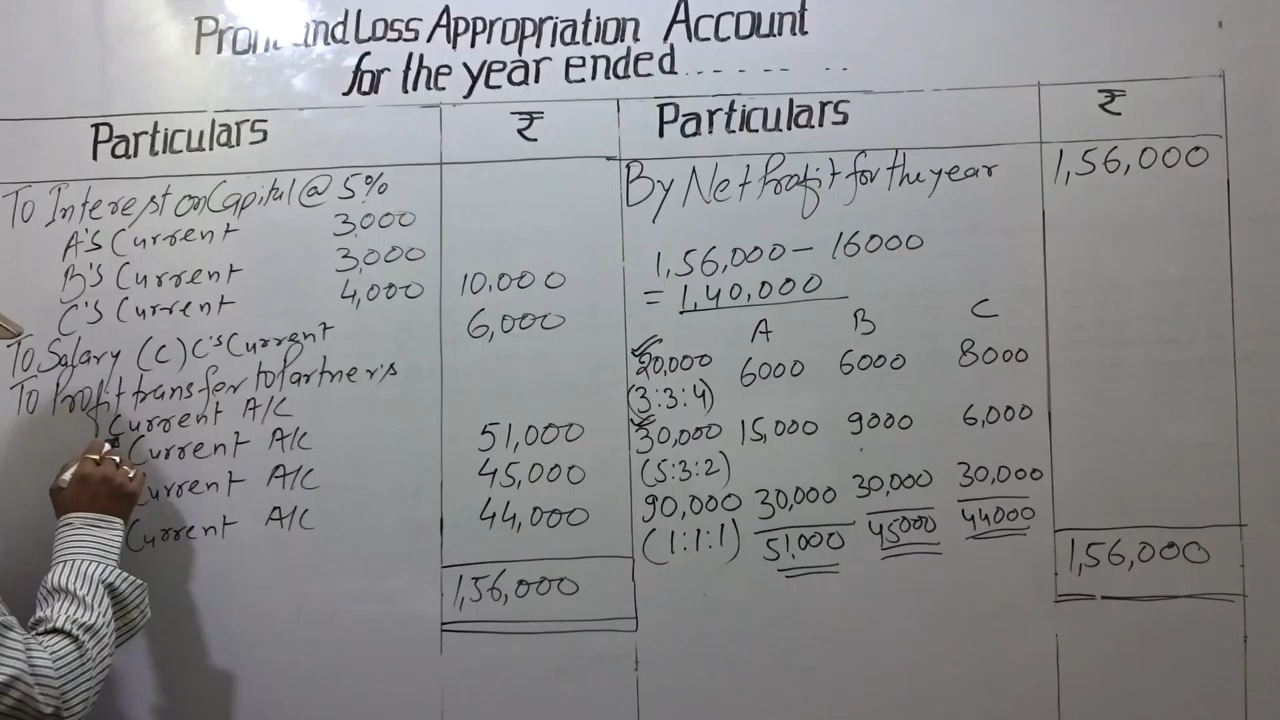 and Loss Appropriation Account
for the year ended........
Particulars ₹ Particulars ₹
To Interest on Capital @ 5%
A's Current 3,000
B's Current 3,000
C's Current 4,000 10,000
To Salary (C) C's Current 6,000
To Profit transfer to Partner's
Current A/C
Current A/C 51,000
Current A/C 45,000
Current A/C 44,000
1,56,000
By Net Profit for the year 1,56,000
1,56,000 - 16000
= 1,40,000
A B C
20,000 6000 6000 8000
(3:3:4)
30,000 15,000 9000 6,000
(5:3:2)
90,000 30,000 30,000 30,000
(1:1:1) 51,000 45000 44000
1,56,000